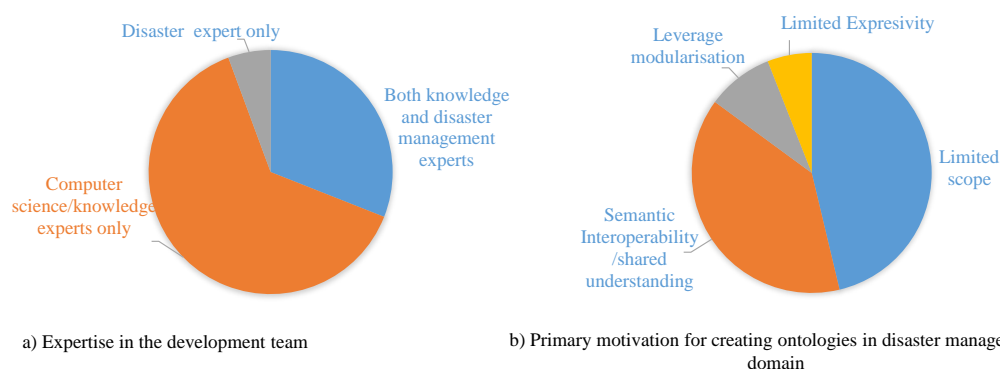 Disaster expert only
Both knowledge
and disaster
management
experts
Computer
science/knowledge
experts only
a) Expertise in the development team
Limited Expresivity
Leverage
modularisation
Limited
scope
Semantic
Interoperability
/shared
understanding
b) Primary motivation for creating ontologies in disaster manage
domain